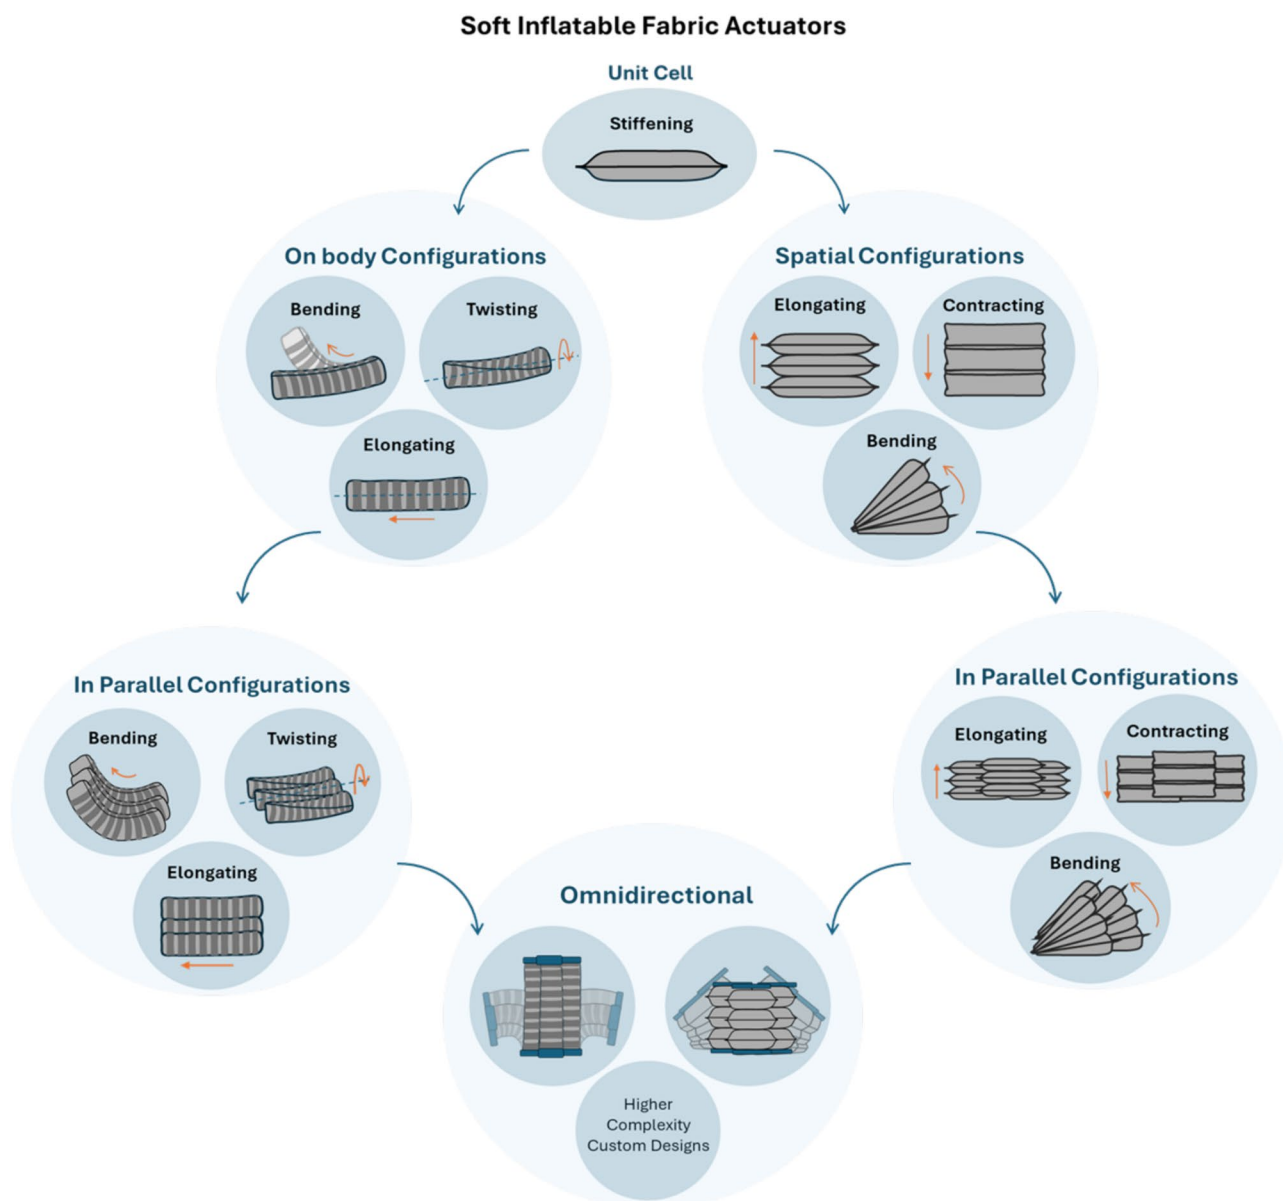 Soft Inflatable Fabric Actuators
Unit Cell
Stiffening
On body Configurations
Bending
Twisting
Elongating
Spatial Configurations
Elongating
Contracting
Bending
In Parallel Configurations
Bending
Twisting
Elongating
In Parallel Configurations
Elongating
Contracting
Bending
Omnidirectional
Higher
Complexity
Custom Designs